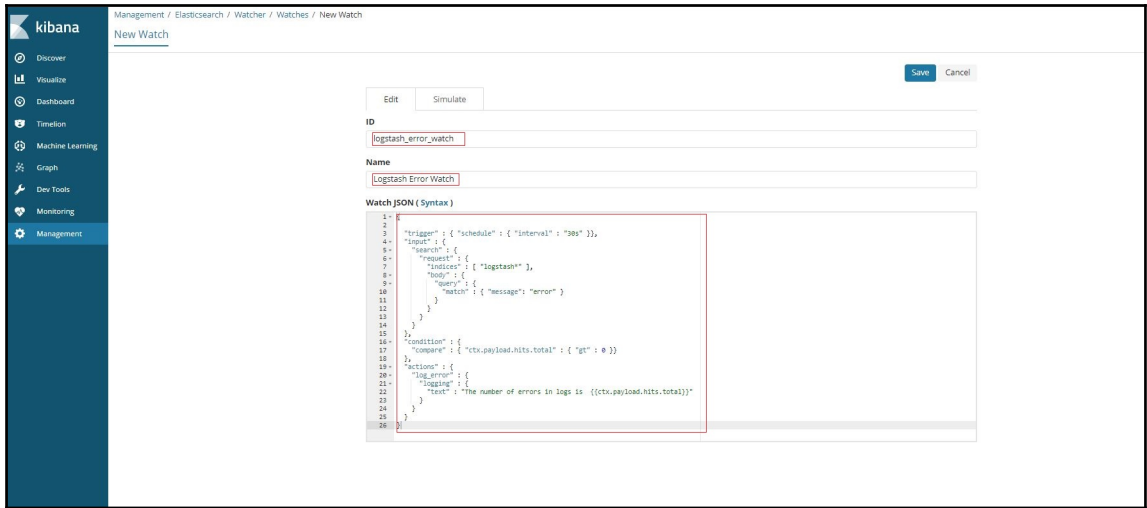 kibana
Discover
Visualize
Dashboard
Timelion
Machine Learning
Graph
Dev Tools
Monitoring
Management
Management / Elasticsearch / Watcher / Watches / New Watch
New Watch
Save Cancel
Edit Simulate
ID
logstash_error_watch
Name
Logstash Error Watch
Watch JSON ( Syntax )
1 {
2
3 "trigger" : { "schedule" : { "interval" : "30s" }},
4 "input" : {
5 "search" : {
6 "request" : {
7 "indices" : [ "logstash*" ],
8 "body" : {
9 "query" : {
10 "match" : { "message": "error" }
11 }
12 }
13 }
14 }
15 },
16 "condition" : {
17 "compare" : { "ctx.payload.hits.total" : { "gt" : 0 }}
18 },
19 "actions" : {
20 "log_error" : {
21 "logging" : {
22 "text" : "The number of errors in logs is  {{ctx.payload.hits.total}}"
23 }
24 }
25 }
26 }